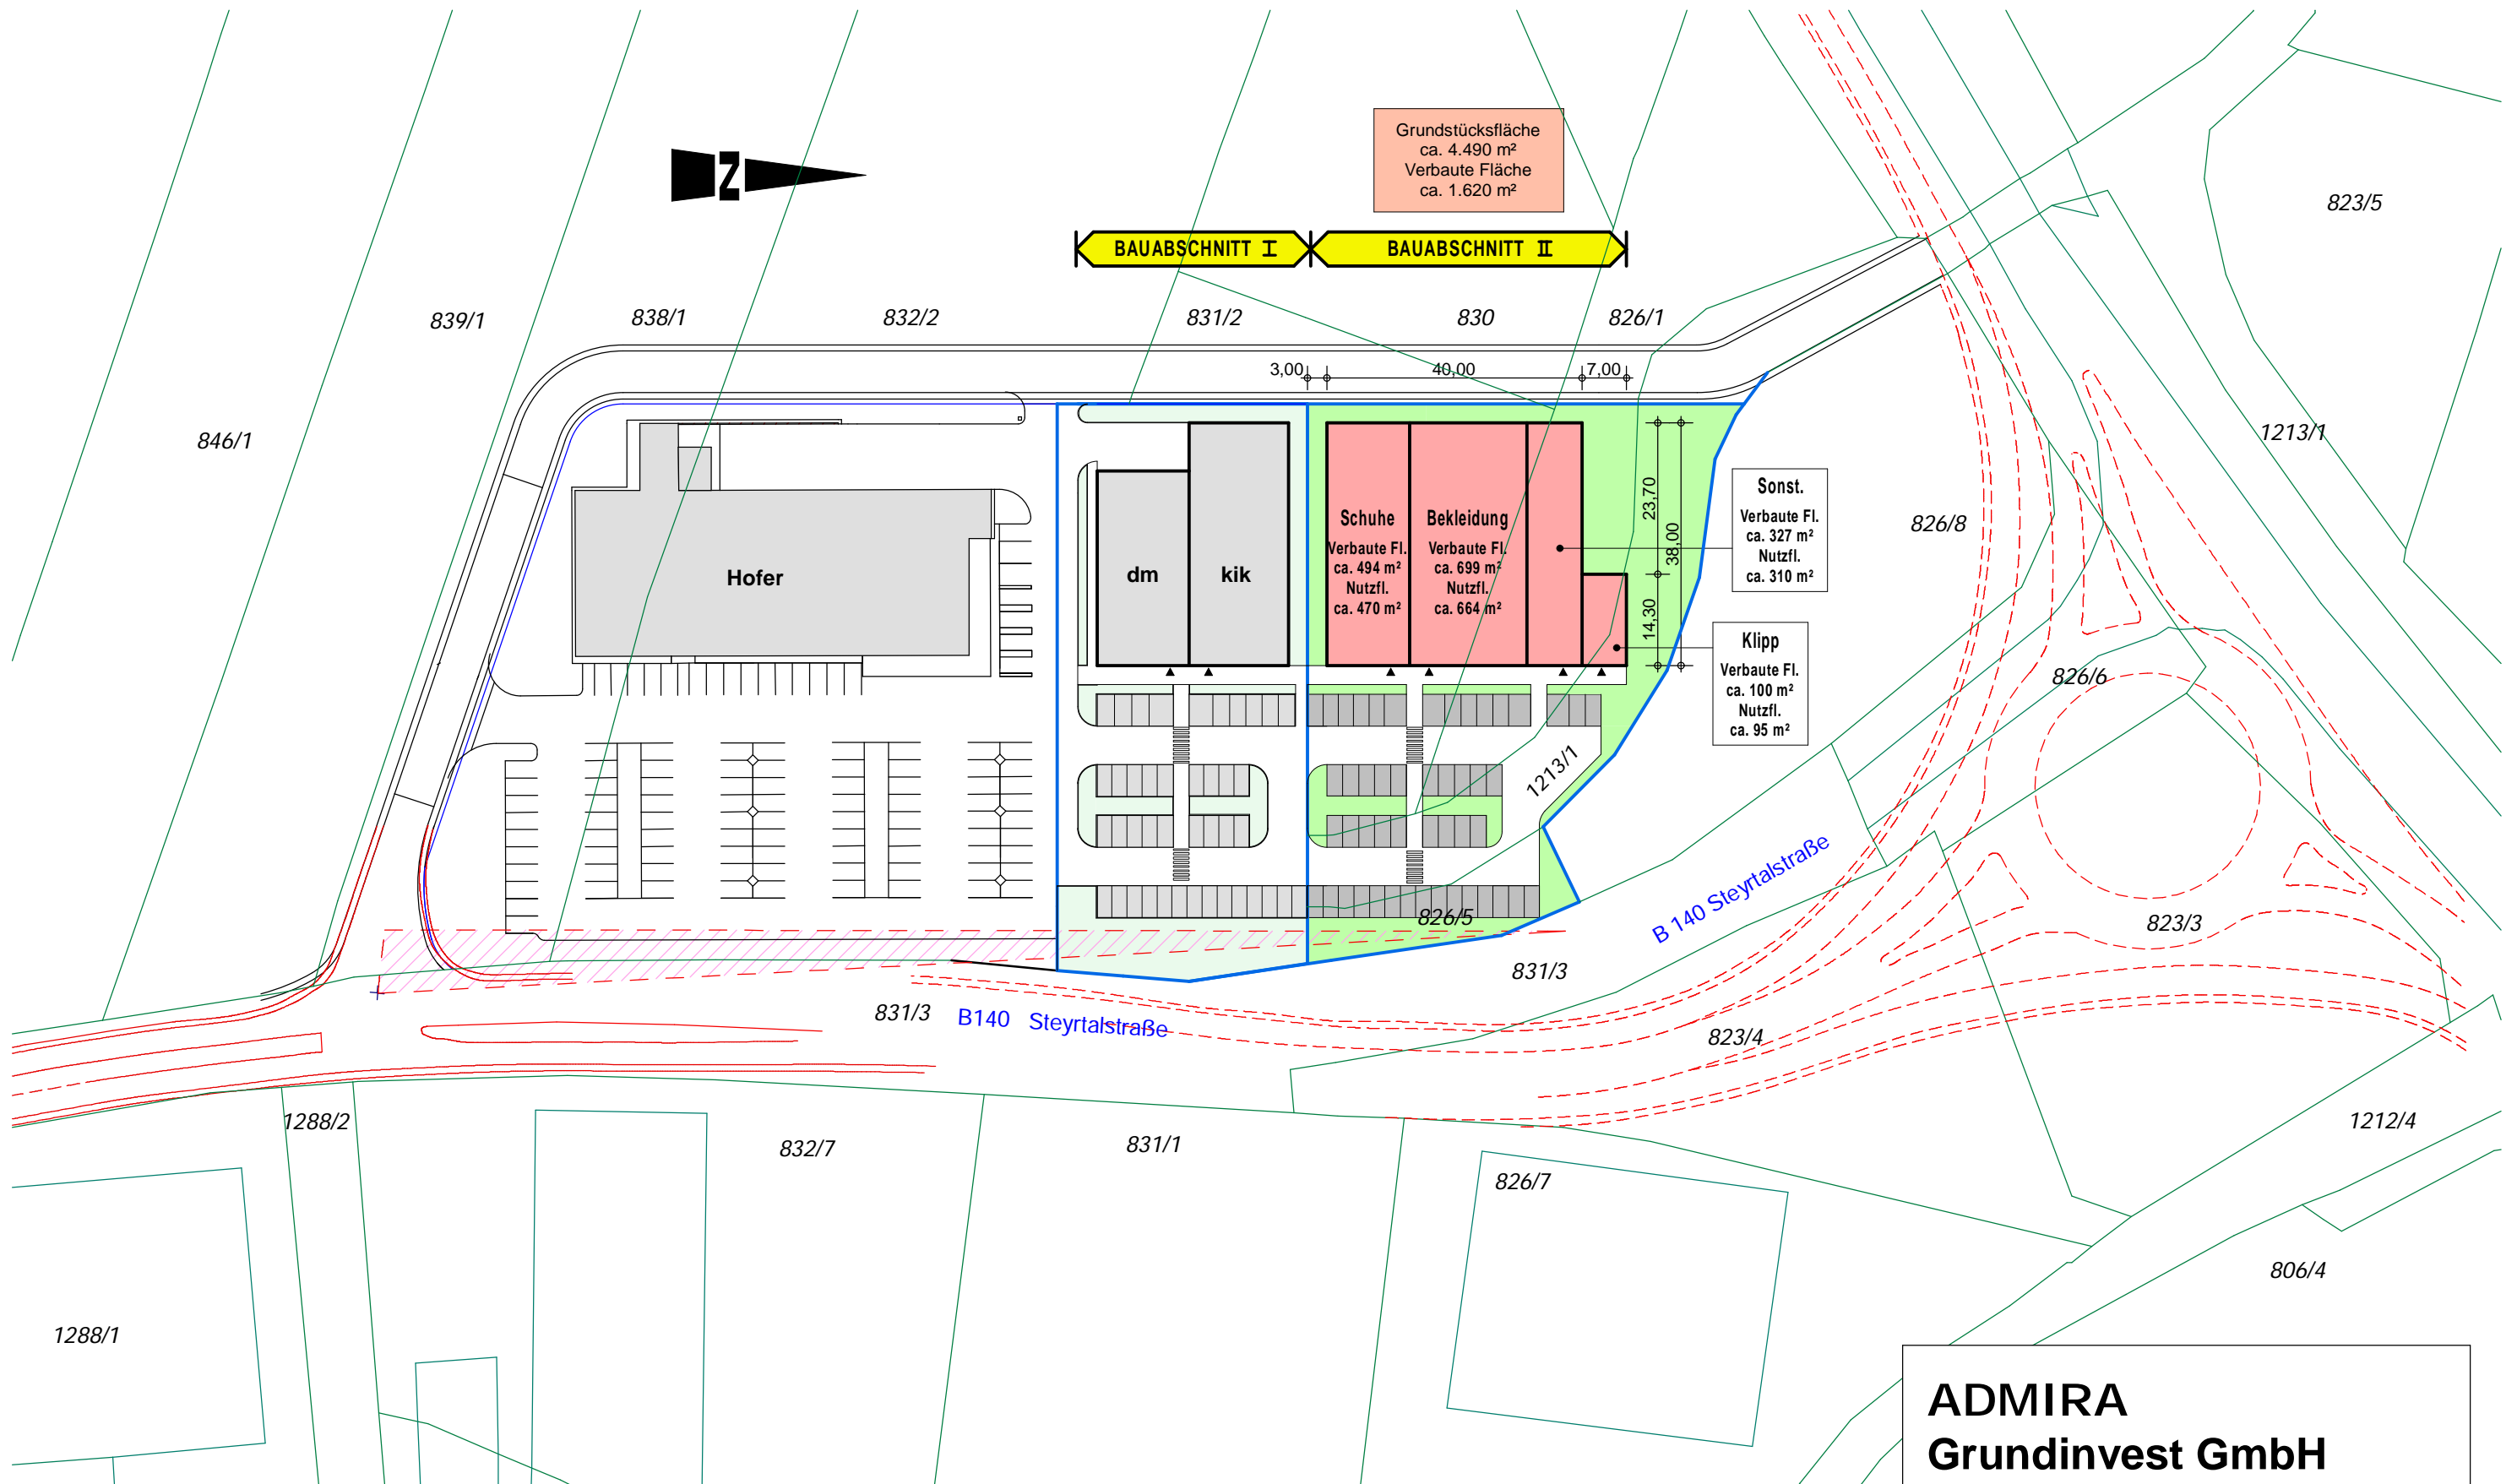 Grundstücksfläche
ca. 4.490 m²
Verbaute Fläche
ca. 1.620 m²
N
823/5
BAUABSCHNITT I
BAUABSCHNITT II
839/1
838/1
832/2
831/2
830
826/1
3,00
40,00
7,00
846/1
1213/1
23,70
38,00
14,30
Sonst.
Verbaute Fl.
ca. 327 m²
Nutzfl.
ca. 310 m²
826/8
Schuhe
Verbaute Fl.
ca. 494 m²
Nutzfl.
ca. 470 m²
Bekleidung
Verbaute Fl.
ca. 699 m²
Nutzfl.
ca. 664 m²
Hofer
dm
kik
Klipp
Verbaute Fl.
ca. 100 m²
Nutzfl.
ca. 95 m²
826/6
1213/1
B 140 Steyrtalstraße
826/5
823/3
831/3
831/3
B140 Steyrtalstraße
823/4
1288/2
832/7
831/1
826/7
1212/4
806/4
1288/1
ADMIRA
Grundinvest GmbH